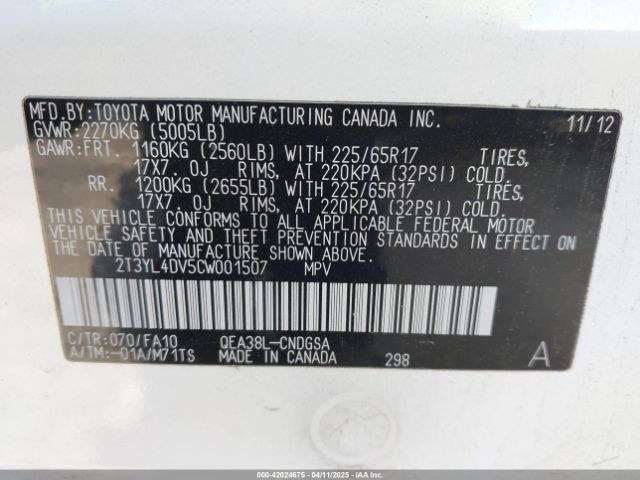 MFD.BY:TOYOTA MOTOR MANUFACTURING CANADA INC. 11/12
GVWR:2270KG (5005LB)
GAWR:FRT. 1160KG (2560LB) WITH 225/65R17 TIRES,
17X7.0J RIMS, AT 220KPA (32PSI) COLD.
RR. 1200KG (2655LB) WITH 225/65R17 TIRES,
17X7.0J RIMS, AT 220KPA (32PSI) COLD.
THIS VEHICLE CONFORMS TO ALL APPLICABLE FEDERAL MOTOR
VEHICLE SAFETY AND THEFT PREVENTION STANDARDS IN EFFECT ON
THE DATE OF MANUFACTURE SHOWN ABOVE.
2T3YL4DV5CW001507 MPV
C/TR:070/FA10 QEA38L-CNDGSA
A/TM:-01A/M71TS MADE IN CANADA 298 A
000-42024675 - 04/11/2025 - IAAI.COM